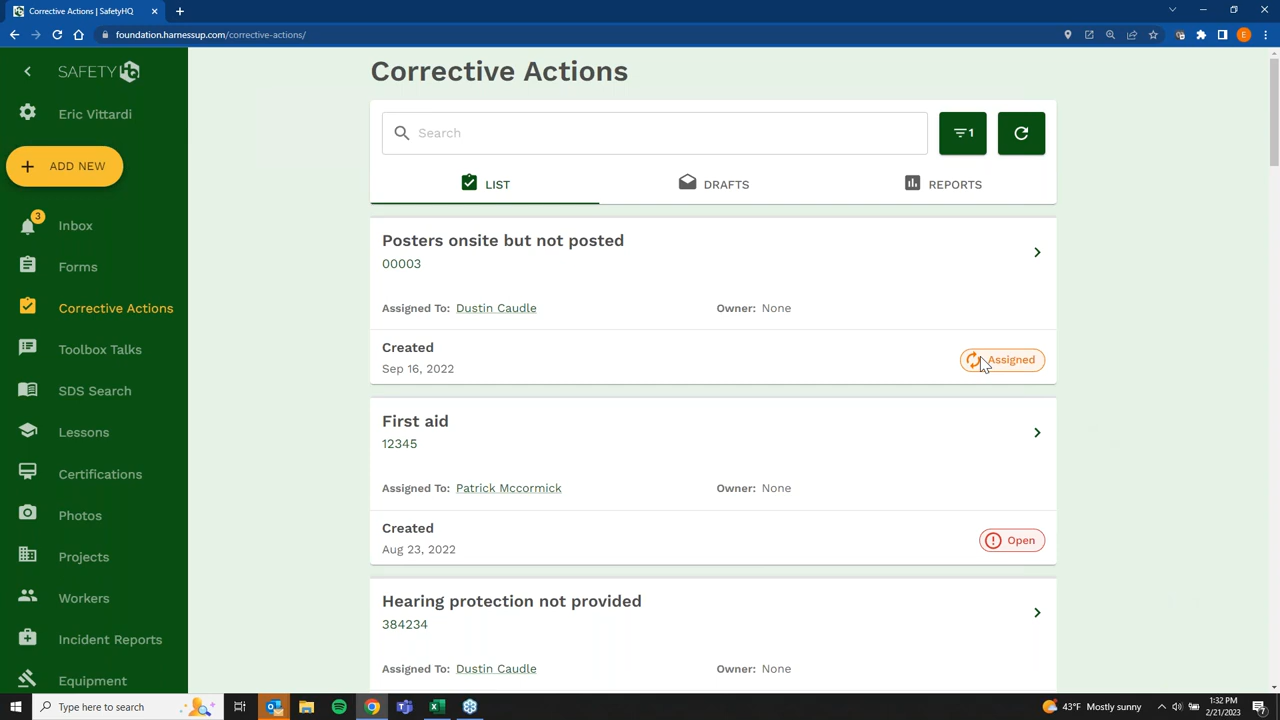 Corrective Actions | SafetyHQ
foundation.harnessup.com/corrective-actions/
E
SAFETY HQ
Eric Vittardi
ADD NEW
3
Inbox
Forms
Corrective Actions
Toolbox Talks
SDS Search
Lessons
Certifications
Photos
Projects
Workers
Incident Reports
Equipment
Corrective Actions
Search
1
LIST
DRAFTS
REPORTS
Posters onsite but not posted
00003
Assigned To: Dustin Caudle
Owner: None
Created
Sep 16, 2022
Assigned
First aid
12345
Assigned To: Patrick Mccormick
Owner: None
Created
Aug 23, 2022
Open
Hearing protection not provided
384234
Assigned To: Dustin Caudle
Owner: None
Type here to search
43°F Mostly sunny
1:32 PM
2/21/2023